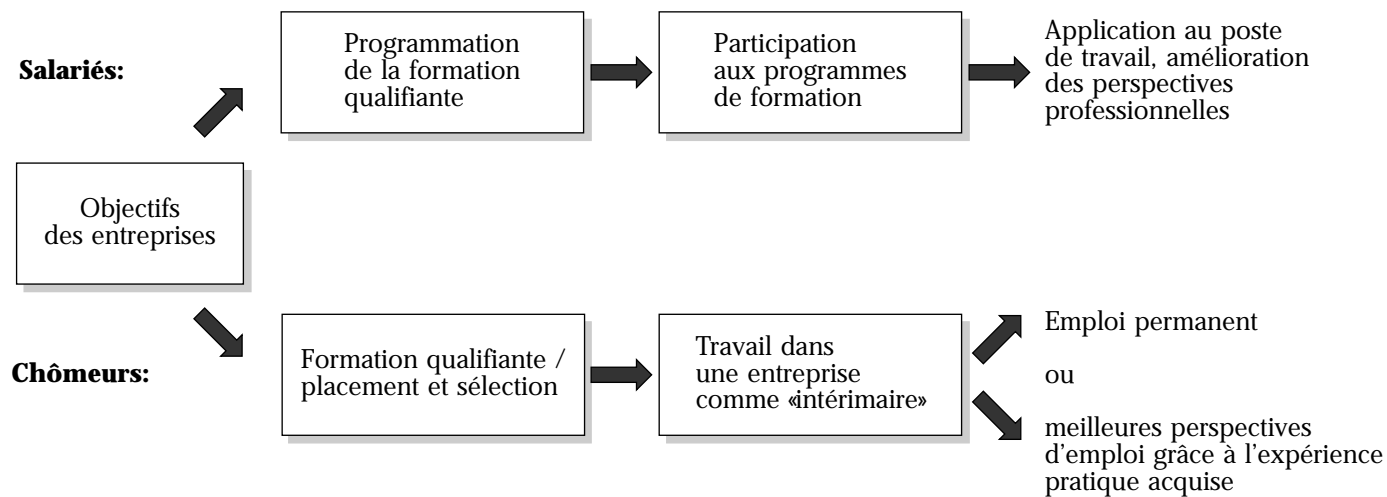 Salariés:
Programmation
de la formation
qualifiante
Participation
aux programmes
de formation
Application au poste
de travail, amélioration
des perspectives
professionnelles
Objectifs
des entreprises
Chômeurs:
Formation qualifiante /
placement et sélection
Travail dans
une entreprise
comme «intérimaire»
Emploi permanent
ou
meilleures perspectives
d'emploi grâce à l'expérience
pratique acquise